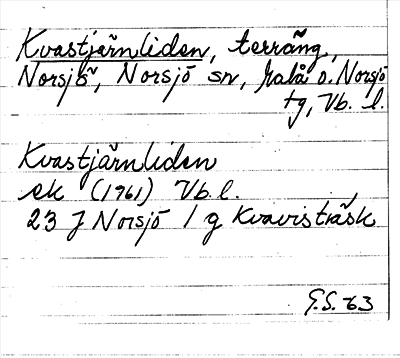 Kvastjärnliden, terräng,
Norsjö, Norsjö sn, Malå o. Norsjö
tg, Vb. l.
Kvastjärnliden
ek (1961) Vb. l.
23 J Norsjö 1 g Kvavisträsk
G.S. 63